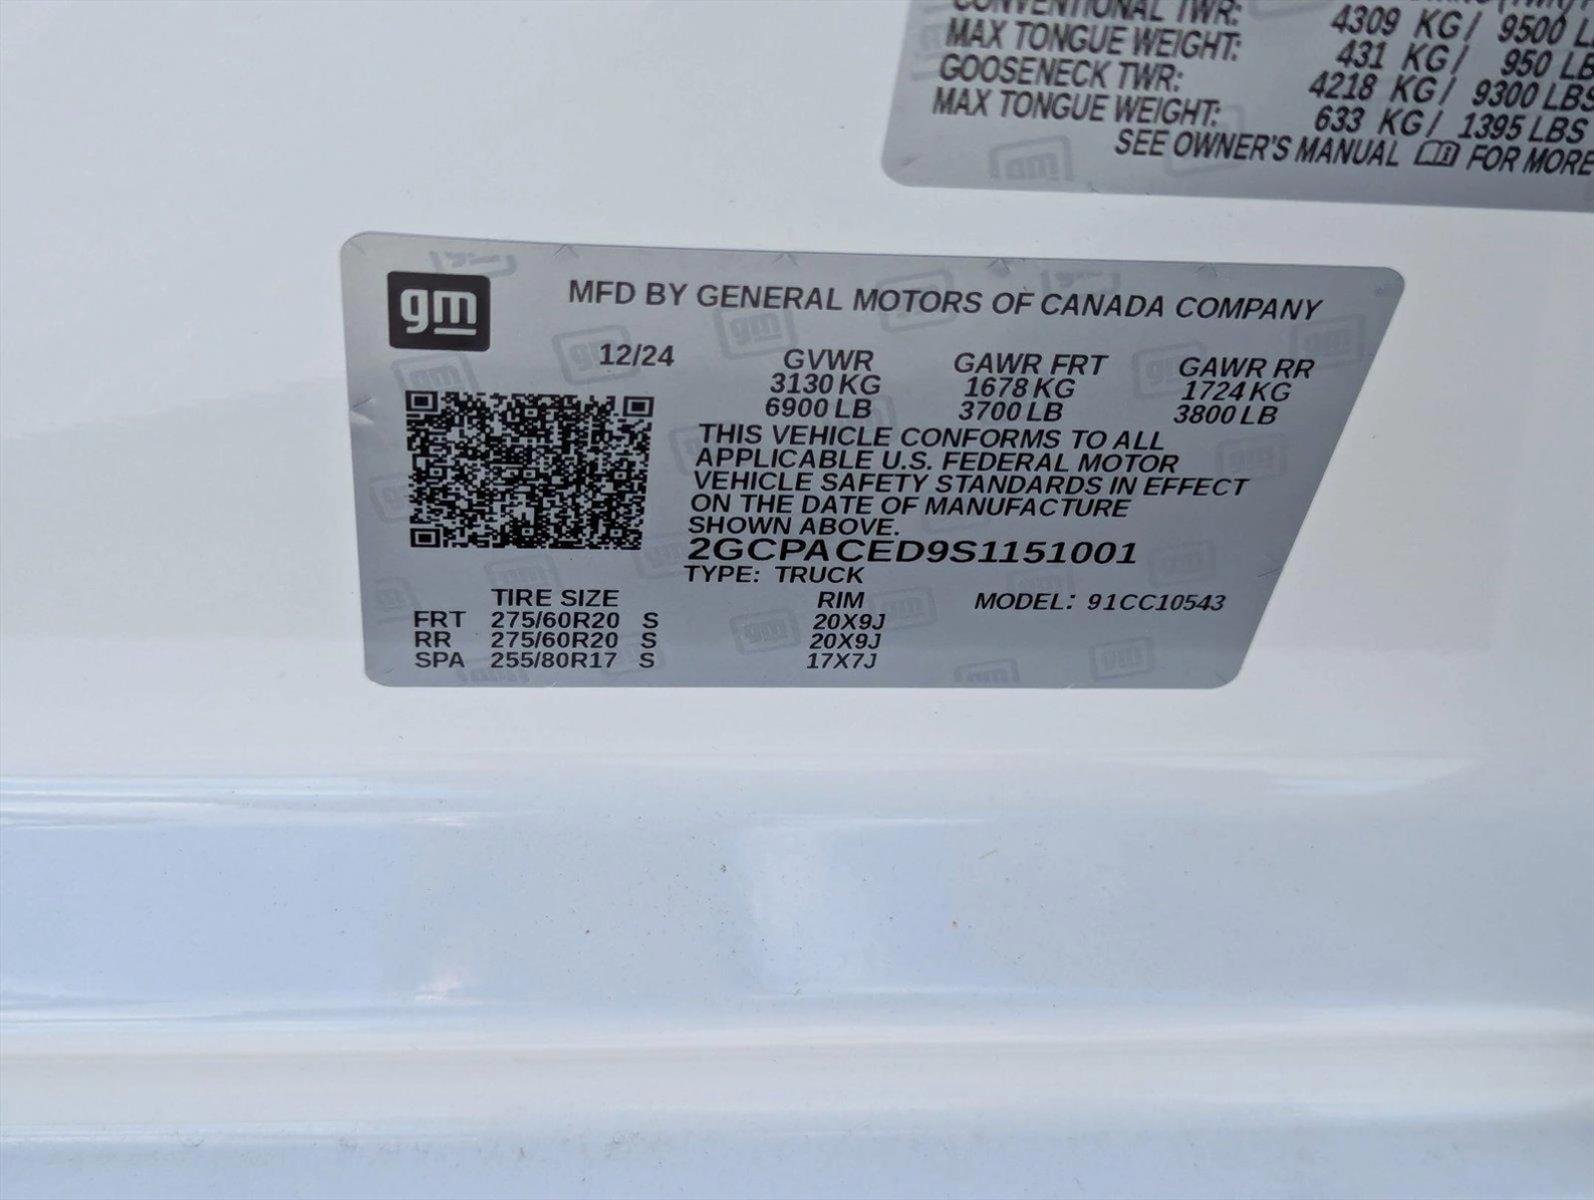 CONVENTIONAL TWR: 4309 KG/ 9500
MAX TONGUE WEIGHT: 431 KG/ 950 LB
GOOSENECK TWR: 4218 KG/ 9300 LBS
MAX TONGUE WEIGHT: 633 KG/ 1395 LBS
SEE OWNER'S MANUAL FOR MORE
gm
MFD BY GENERAL MOTORS OF CANADA COMPANY
12/24 GVWR GAWR FRT GAWR RR
3130 KG 1678 KG 1724 KG
6900 LB 3700 LB 3800 LB
THIS VEHICLE CONFORMS TO ALL
APPLICABLE U.S. FEDERAL MOTOR
VEHICLE SAFETY STANDARDS IN EFFECT
ON THE DATE OF MANUFACTURE
SHOWN ABOVE.
2GCPACED9S1151001
TYPE: TRUCK
TIRE SIZE RIM MODEL: 91CC10543
FRT 275/60R20 S 20X9J
RR 275/60R20 S 20X9J
SPA 255/80R17 S 17X7J